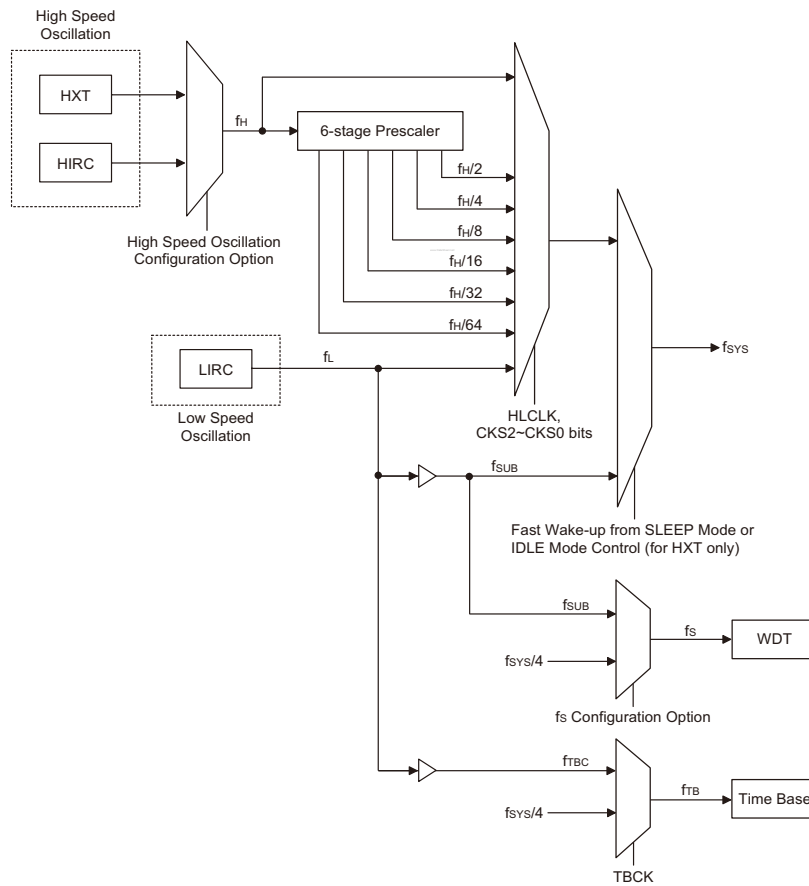 High Speed
Oscillation
HXT
HIRC
fH
6-stage Prescaler
fH/2
fH/4
fH/8
fH/16
fH/32
fH/64
High Speed Oscillation
Configuration Option
LIRC
fL
Low Speed
Oscillation
HLCLK,
CKS2~CKS0 bits
fSYS
fSUB
Fast Wake-up from SLEEP Mode or
IDLE Mode Control (for HXT only)
fSUB
fSYS/4
fS
WDT
fS Configuration Option
fTBC
fSYS/4
fTB
Time Base
TBCK